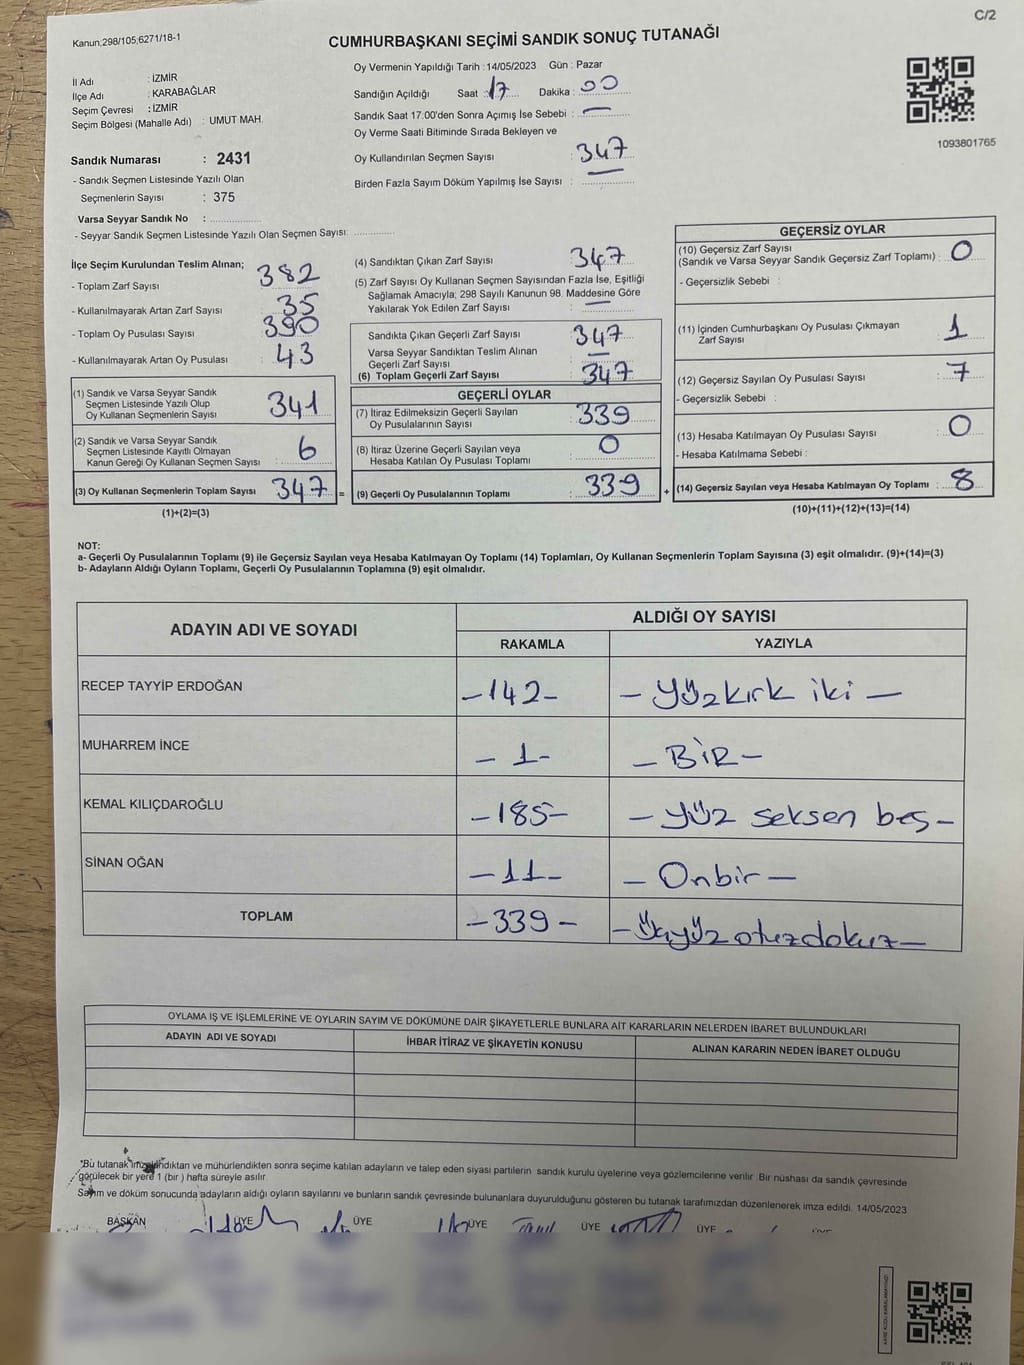 C/2
Kanun;298/105;6271/18-1
CUMHURBAŞKANI SEÇİMİ SANDIK SONUÇ TUTANAĞI
İl Adı : İZMİR
İlçe Adı : KARABAĞLAR
Seçim Çevresi : İZMİR
Seçim Bölgesi (Mahalle Adı) : UMUT MAH.
Sandık Numarası : 2431
- Sandık Seçmen Listesinde Yazılı Olan
Seçmenlerin Sayısı : 375
Varsa Seyyar Sandık No :
- Seyyar Sandık Seçmen Listesinde Yazılı Olan Seçmen Sayısı:
Oy Vermenin Yapıldığı Tarih : 14/05/2023 Gün : Pazar
Sandığın Açıldığı Saat : 17 Dakika : 00
Sandık Saat 17.00'den Sonra Açımış İse Sebebi : —
Oy Verme Saati Bitiminde Sırada Bekleyen ve
Oy Kullandırılan Seçmen Sayısı : 347
Birden Fazla Sayım Döküm Yapılmış İse Sayısı : —
1093801765
İlçe Seçim Kurulundan Teslim Alınan;
- Toplam Zarf Sayısı : 382
- Kullanılmayarak Artan Zarf Sayısı : 35
- Toplam Oy Pusulası Sayısı : 390
- Kullanılmayarak Artan Oy Pusulası : 43
(1) Sandık ve Varsa Seyyar Sandık
Seçmen Listesinde Yazılı Olup
Oy Kullanan Seçmenlerin Sayısı : 341
(2) Sandık ve Varsa Seyyar Sandık
Seçmen Listesinde Kayıtlı Olmayan
Kanun Gereği Oy Kullanan Seçmen Sayısı : 6
(3) Oy Kullanan Seçmenlerin Toplam Sayısı : 347 =
(1)+(2)=(3)
(4) Sandıktan Çıkan Zarf Sayısı : 347
(5) Zarf Sayısı Oy Kullanan Seçmen Sayısından Fazla İse, Eşitliği
Sağlamak Amacıyla; 298 Sayılı Kanunun 98. Maddesine Göre
Yakılarak Yok Edilen Zarf Sayısı : —
Sandıkta Çıkan Geçerli Zarf Sayısı : 347
Varsa Seyyar Sandıktan Teslim Alınan
Geçerli Zarf Sayısı : —
(6) Toplam Geçerli Zarf Sayısı : 347
GEÇERLİ OYLAR
(7) İtiraz Edilmeksizin Geçerli Sayılan
Oy Pusulalarının Sayısı : 339
(8) İtiraz Üzerine Geçerli Sayılan veya
Hesaba Katılan Oy Pusulası Toplamı : 0
(9) Geçerli Oy Pusulalarının Toplamı : 339 +
GEÇERSİZ OYLAR
(10) Geçersiz Zarf Sayısı
(Sandık ve Varsa Seyyar Sandık Geçersiz Zarf Toplamı) : 0
- Geçersizlik Sebebi :
(11) İçinden Cumhurbaşkanı Oy Pusulası Çıkmayan
Zarf Sayısı : 1
(12) Geçersiz Sayılan Oy Pusulası Sayısı : 7
- Geçersizlik Sebebi :
(13) Hesaba Katılmayan Oy Pusulası Sayısı : 0
- Hesaba Katılmama Sebebi :
(14) Geçersiz Sayılan veya Hesaba Katılmayan Oy Toplamı : 8
(10)+(11)+(12)+(13)=(14)
NOT:
a- Geçerli Oy Pusulalarının Toplamı (9) ile Geçersiz Sayılan veya Hesaba Katılmayan Oy Toplamı (14) Toplamları, Oy Kullanan Seçmenlerin Toplam Sayısına (3) eşit olmalıdır. (9)+(14)=(3)
b- Adayların Aldığı Oyların Toplamı, Geçerli Oy Pusulalarının Toplamına (9) eşit olmalıdır.
ADAYIN ADI VE SOYADI ALDIĞI OY SAYISI
RAKAMLA YAZIYLA
RECEP TAYYİP ERDOĞAN -142- - Yüzkırk iki -
MUHARREM İNCE - 1- - BİR -
KEMAL KILIÇDAROĞLU -185- - Yüz seksen beş -
SİNAN OĞAN -11- - Onbir -
TOPLAM -339- - Üçyüz otuzdokuz -
OYLAMA İŞ VE İŞLEMLERİNE VE OYLARIN SAYIM VE DÖKÜMÜNE DAİR ŞİKAYETLERLE BUNLARA AİT KARARLARIN NELERDEN İBARET BULUNDUKLARI
ADAYIN ADI VE SOYADI İHBAR İTİRAZ VE ŞİKAYETİN KONUSU ALINAN KARARIN NEDEN İBARET OLDUĞU
*Bu tutanak imzalandıktan ve mühürlendikten sonra seçime katılan adayların ve talep eden siyasi partilerin sandık kurulu üyelerine veya gözlemcilerine verilir. Bir nüshası da sandık çevresinde
görülecek bir yere 1 (bir) hafta süreyle asılır.
Sayım ve döküm sonucunda adayların aldığı oyların sayılarını ve bunların sandık çevresinde bulunanlara duyurulduğunu gösteren bu tutanak tarafımızdan düzenlenerek imza edildi. 14/05/2023
BAŞKAN ÜYE ÜYE ÜYE ÜYE ÜYE ÜYE